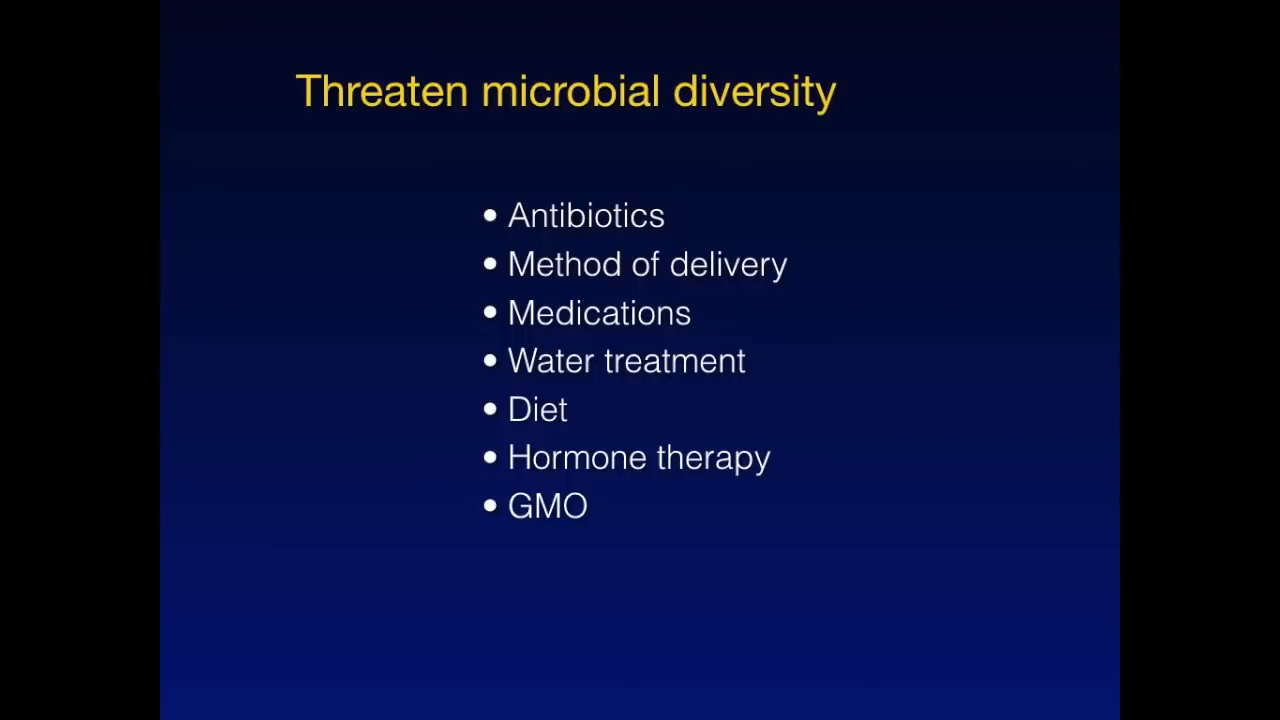 Threaten microbial diversity
• Antibiotics
• Method of delivery
• Medications
• Water treatment
• Diet
• Hormone therapy
• GMO